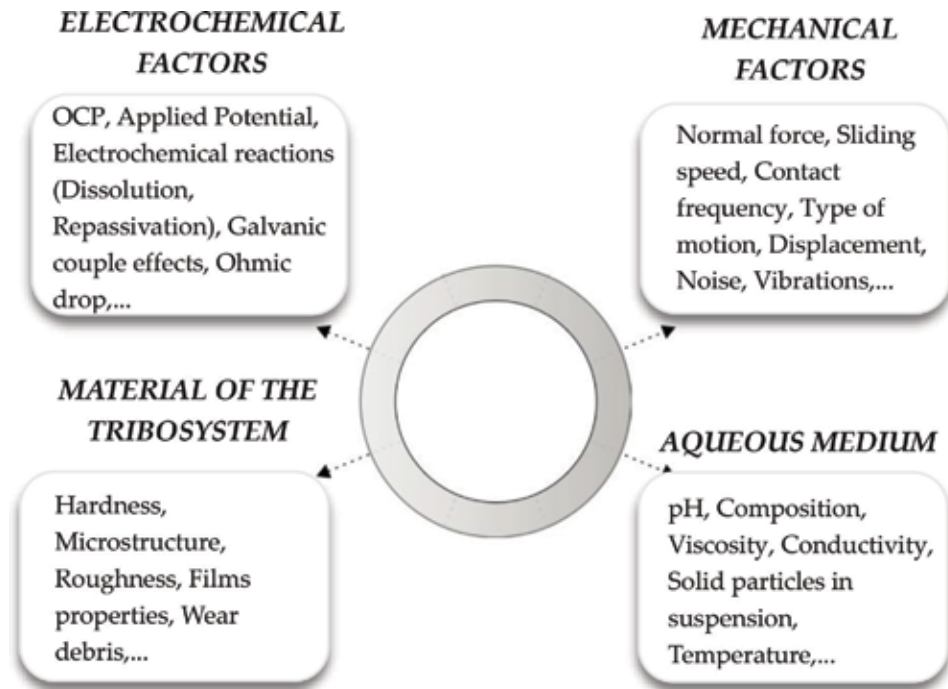 ELECTROCHEMICAL
FACTORS
OCP, Applied Potential,
Electrochemical reactions
(Dissolution,
Repassivation), Galvanic
couple effects, Ohmic
drop,...
MECHANICAL
FACTORS
Normal force, Sliding
speed, Contact
frequency, Type of
motion, Displacement,
Noise, Vibrations,...
MATERIAL OF THE
TRIBOSYSTEM
Hardness,
Microstructure,
Roughness, Films
properties, Wear
debris,...
AQUEOUS MEDIUM
pH, Composition,
Viscosity, Conductivity,
Solid particles in
suspension,
Temperature,...